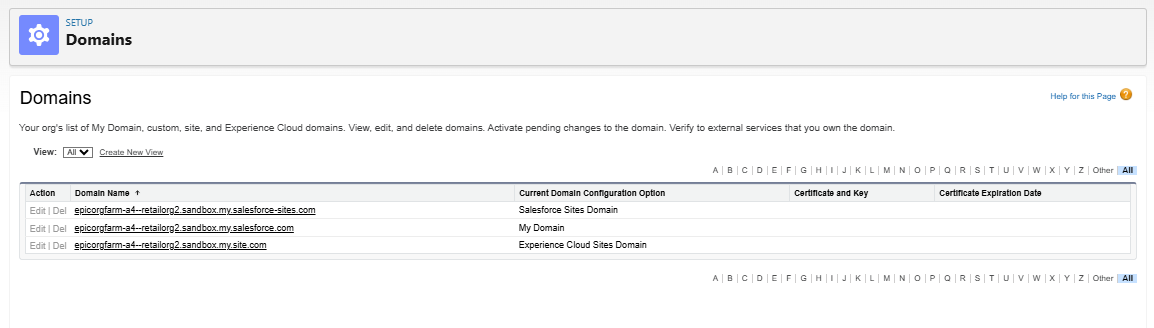 SETUP
Domains
Domains
Help for this Page ?
Your org's list of My Domain, custom, site, and Experience Cloud domains. View, edit, and delete domains. Activate pending changes to the domain. Verify to external services that you own the domain.
View: All Create New View
A | B | C | D | E | F | G | H | I | J | K | L | M | N | O | P | Q | R | S | T | U | V | W | X | Y | Z | Other | All
Action Domain Name ↑ Current Domain Configuration Option Certificate and Key Certificate Expiration Date
Edit | Del epicorgfarm-a4--retailorg2.sandbox.my.salesforce-sites.com Salesforce Sites Domain
Edit | Del epicorgfarm-a4--retailorg2.sandbox.my.salesforce.com My Domain
Edit | Del epicorgfarm-a4--retailorg2.sandbox.my.site.com Experience Cloud Sites Domain
A | B | C | D | E | F | G | H | I | J | K | L | M | N | O | P | Q | R | S | T | U | V | W | X | Y | Z | Other | All